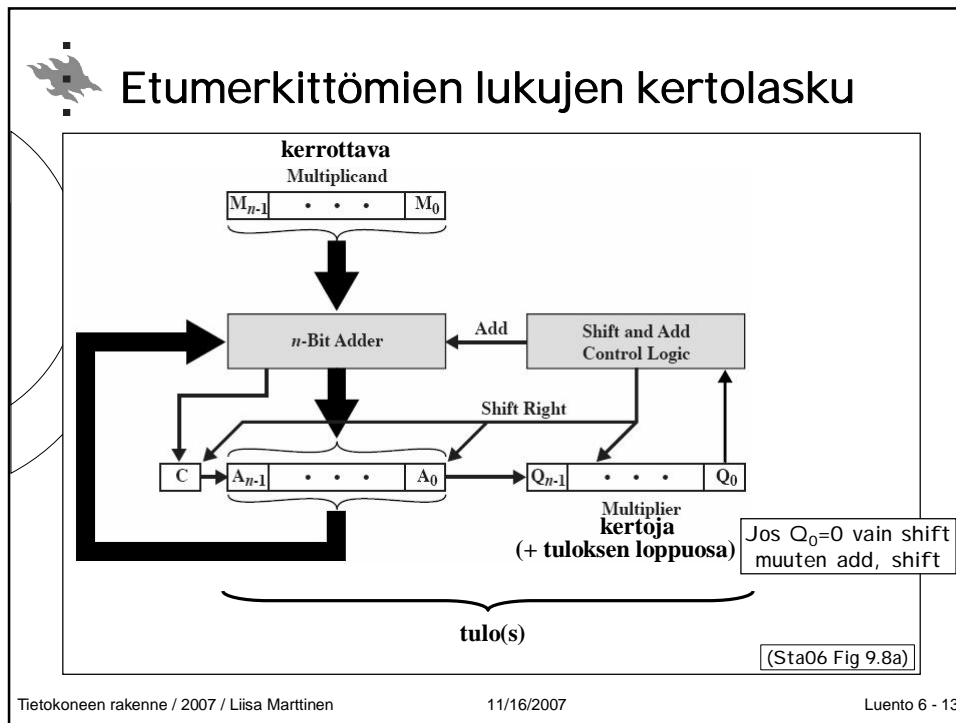 Etumerkittömien lukujen kertolasku
kerrottava
Multiplicand
Mn-1 • • • M0
n-Bit Adder
Add
Shift and Add
Control Logic
Shift Right
C
An-1 • • • A0
Qn-1 • • • Q0
Multiplier
kertoja
(+ tuloksen loppuosa)
Jos Q0=0 vain shift
muuten add, shift
tulo(s)
(Sta06 Fig 9.8a)
Tietokoneen rakenne / 2007 / Liisa Marttinen 11/16/2007 Luento 6 - 13